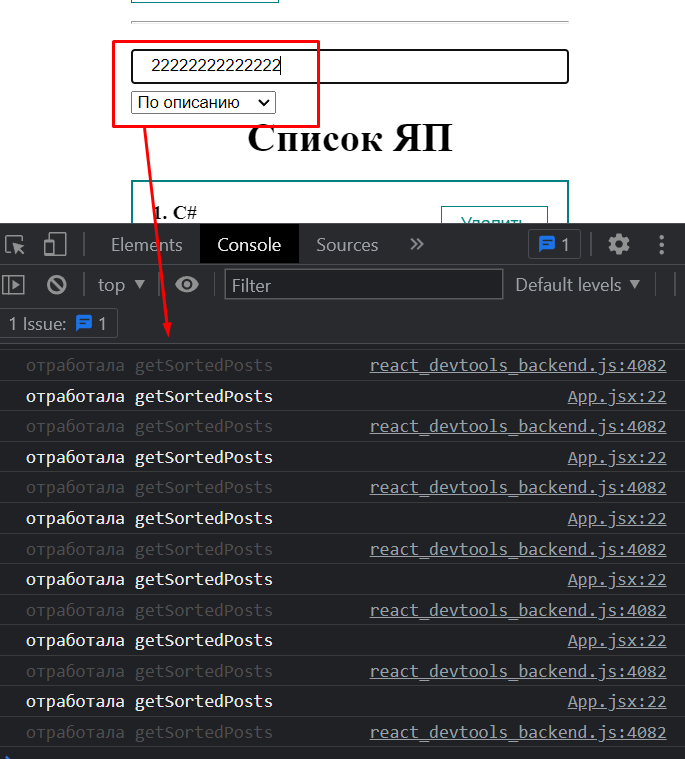 22222222222222
По описанию
Список ЯП
1. C#
Удалить
Elements Console Sources » 1
top ▼ Filter Default levels ▼
1 Issue: 1
отработала getSortedPosts react_devtools_backend.js:4082
отработала getSortedPosts App.jsx:22
отработала getSortedPosts react_devtools_backend.js:4082
отработала getSortedPosts App.jsx:22
отработала getSortedPosts react_devtools_backend.js:4082
отработала getSortedPosts App.jsx:22
отработала getSortedPosts react_devtools_backend.js:4082
отработала getSortedPosts App.jsx:22
отработала getSortedPosts react_devtools_backend.js:4082
отработала getSortedPosts App.jsx:22
отработала getSortedPosts react_devtools_backend.js:4082
отработала getSortedPosts App.jsx:22
отработала getSortedPosts react_devtools_backend.js:4082